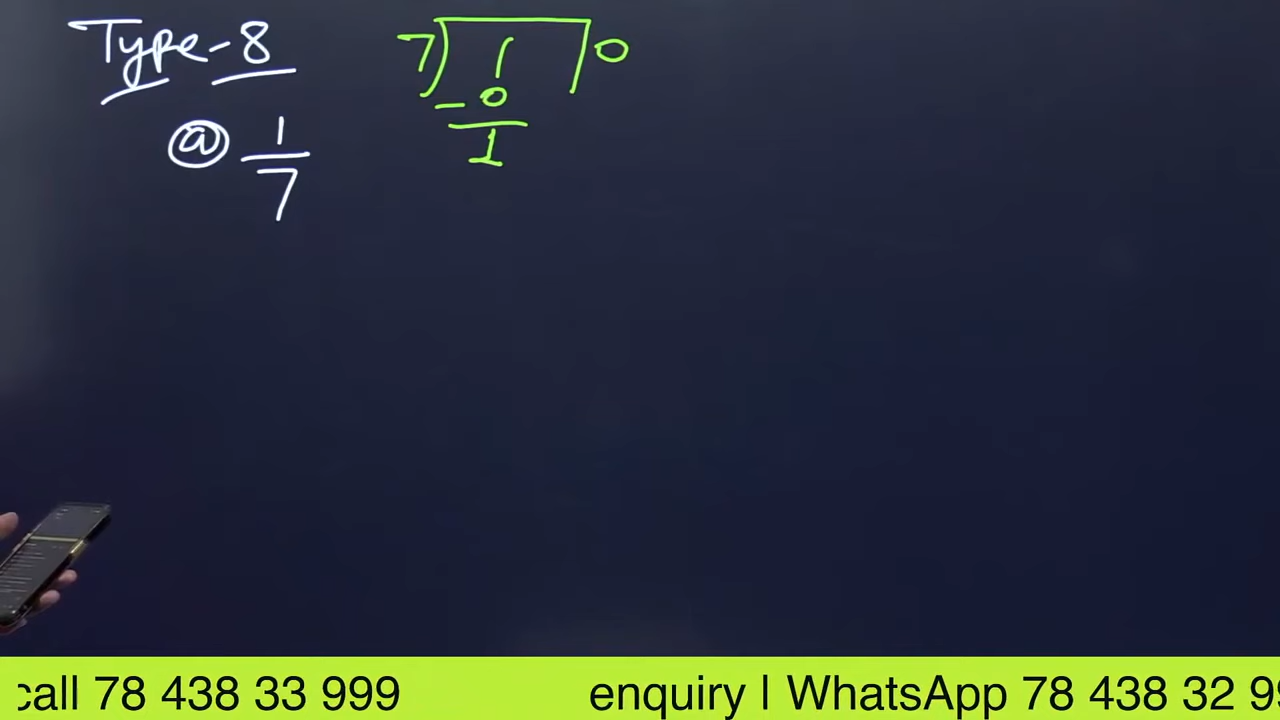 Type-8
ⓐ 1/7
7) 1 ( 0
- 0
1
call 78 438 33 999 enquiry | WhatsApp 78 438 32